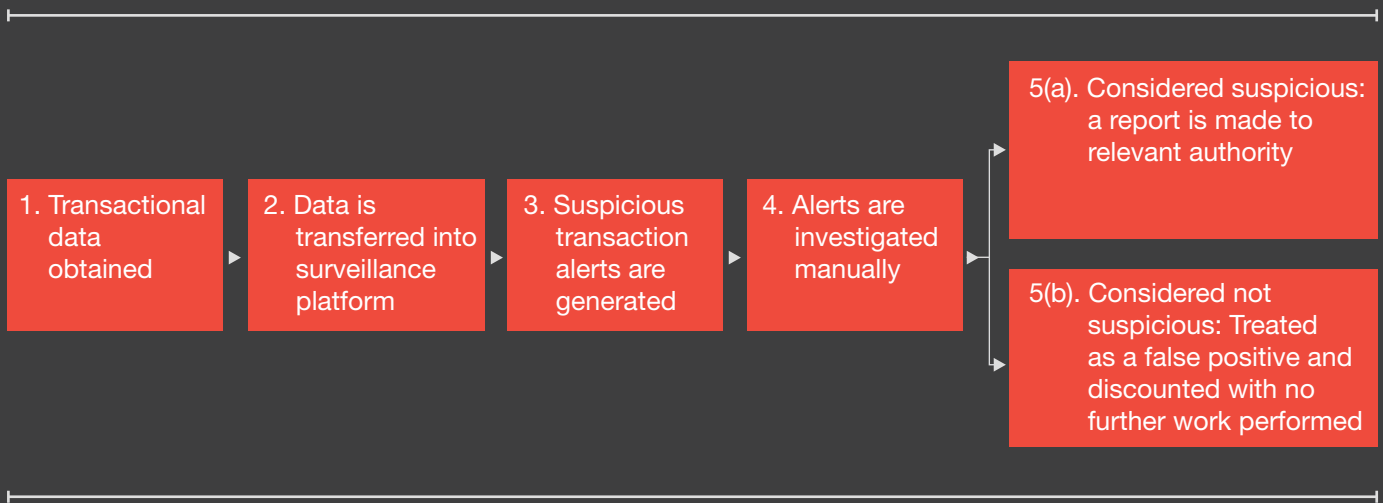 1. Transactional
data
obtained
2. Data is
transferred into
surveillance
platform
3. Suspicious
transaction
alerts are
generated
4. Alerts are
investigated
manually
5(a). Considered suspicious:
a report is made to
relevant authority
5(b). Considered not
suspicious: Treated
as a false positive and
discounted with no
further work performed